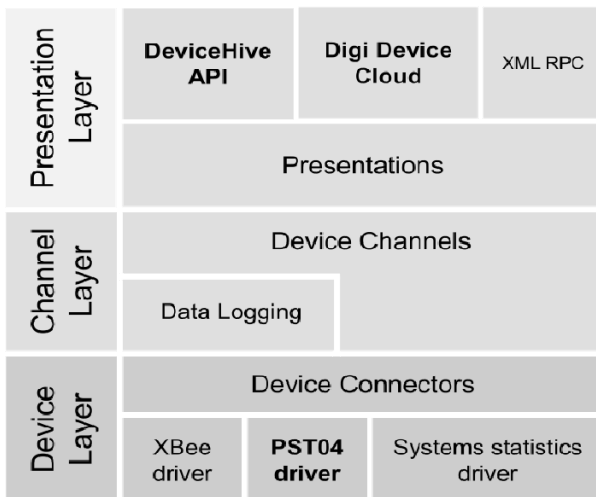 Presentation
Layer
DeviceHive
API
Digi Device
Cloud
XML RPC
Presentations
Channel
Layer
Device Channels
Data Logging
Device
Layer
Device Connectors
XBee
driver
PST04
driver
Systems statistics
driver